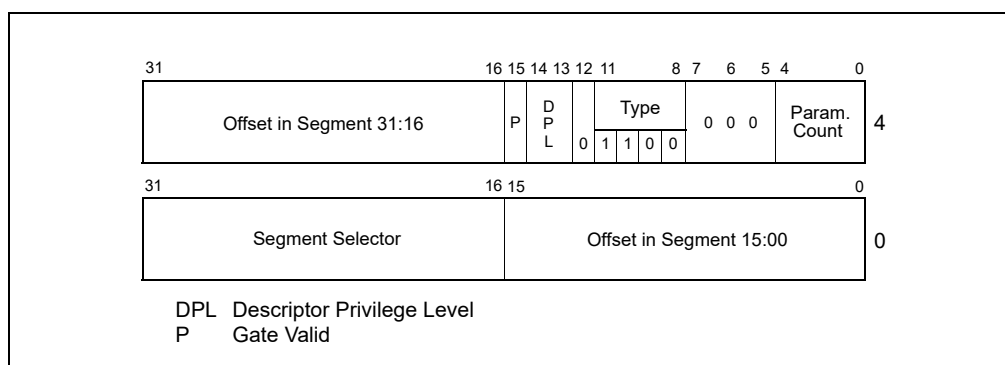 31 16 15 14 13 12 11 8 7 6 5 4 0
Offset in Segment 31:16 P D P L 0 Type 1 1 0 0 0 0 0 Param. Count 4
31 16 15 0
Segment Selector Offset in Segment 15:00 0
DPL Descriptor Privilege Level
P Gate Valid